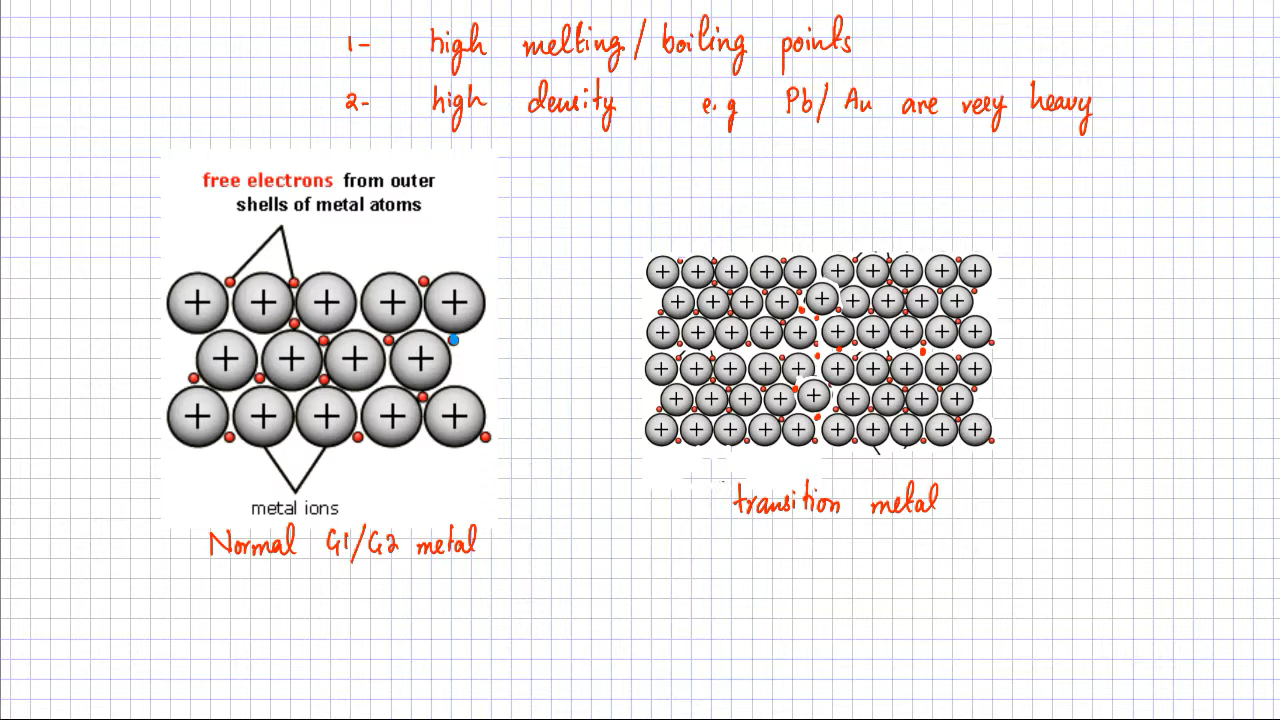 1- high melting/boiling points
2- high density e.g Pb/Au are very heavy
free electrons from outer
shells of metal atoms
+ + + + +
+ + + +
+ + + + +
metal ions
Normal G1/G2 metal
+ + + + + + + + + +
+ + + + + + + + +
+ + + + + + + + + +
+ + + + + + + + + +
+ + + + + + + + +
+ + + + + + + + + +
transition metal